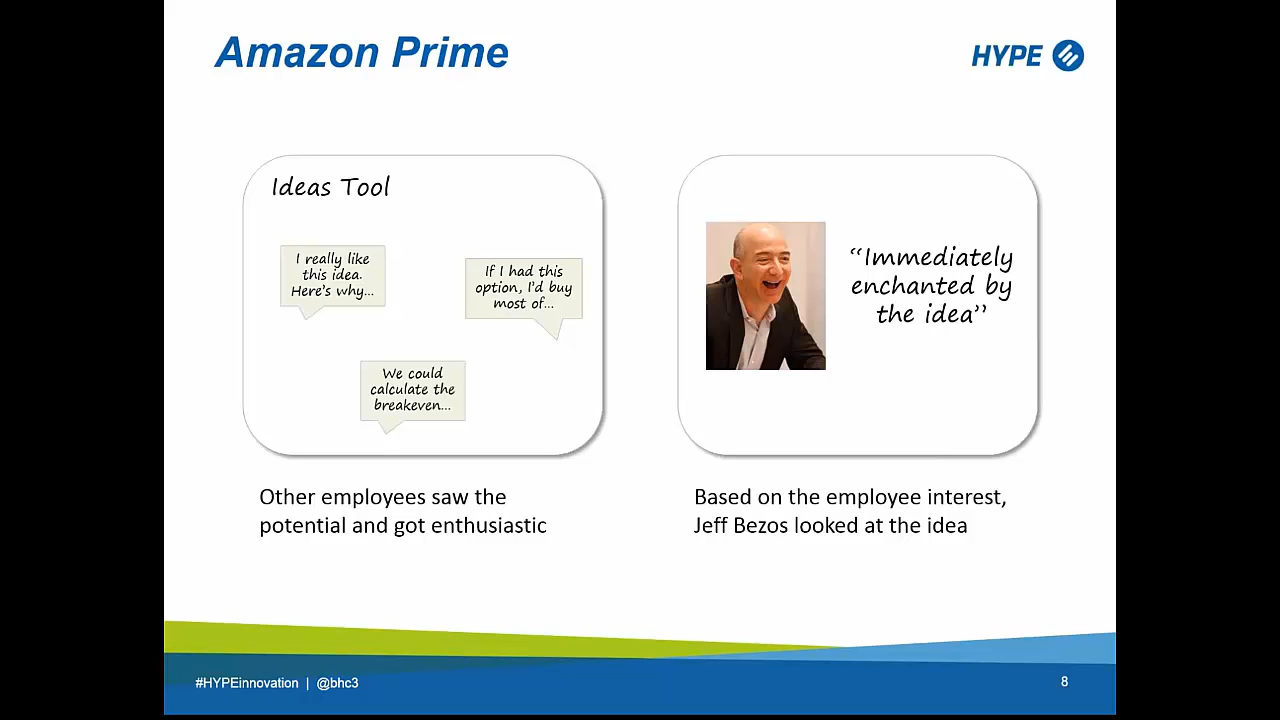 Amazon Prime
HYPE
Ideas Tool
I really like
this idea.
Here's why...
If I had this
option, I'd buy
most of...
We could
calculate the
breakeven...
“Immediately
enchanted by
the idea”
Other employees saw the
potential and got enthusiastic
Based on the employee interest,
Jeff Bezos looked at the idea
#HYPEinnovation | @bhc3
8